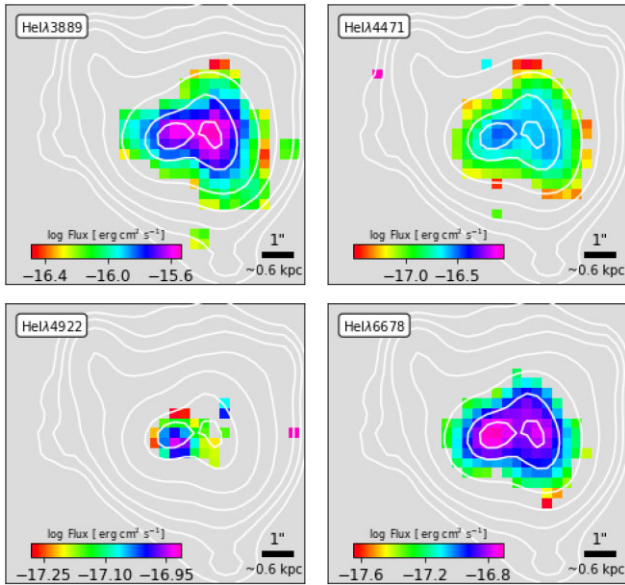 HeIλ3889
log Flux [ erg cm² s⁻¹]
−16.4 −16.0 −15.6
1"
~0.6 kpc
HeIλ4471
log Flux [ erg cm² s⁻¹]
−17.0 −16.5
1"
~0.6 kpc
HeIλ4922
log Flux [ erg cm² s⁻¹]
−17.25 −17.10 −16.95
1"
~0.6 kpc
HeIλ6678
log Flux [ erg cm² s⁻¹]
−17.6 −17.2 −16.8
1"
~0.6 kpc